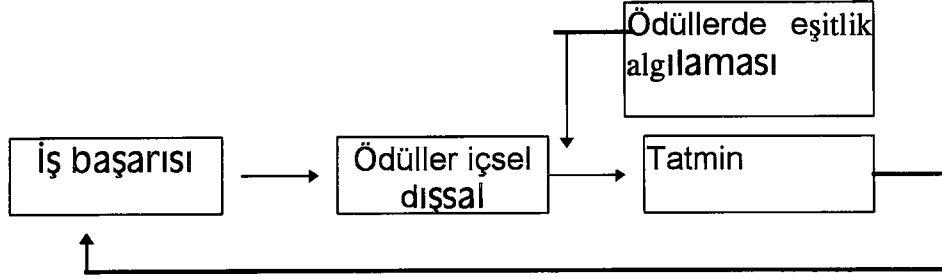 Ödüllerde eşitlik
algılaması
İş başarısı
Ödüller içsel
dışsal
Tatmin